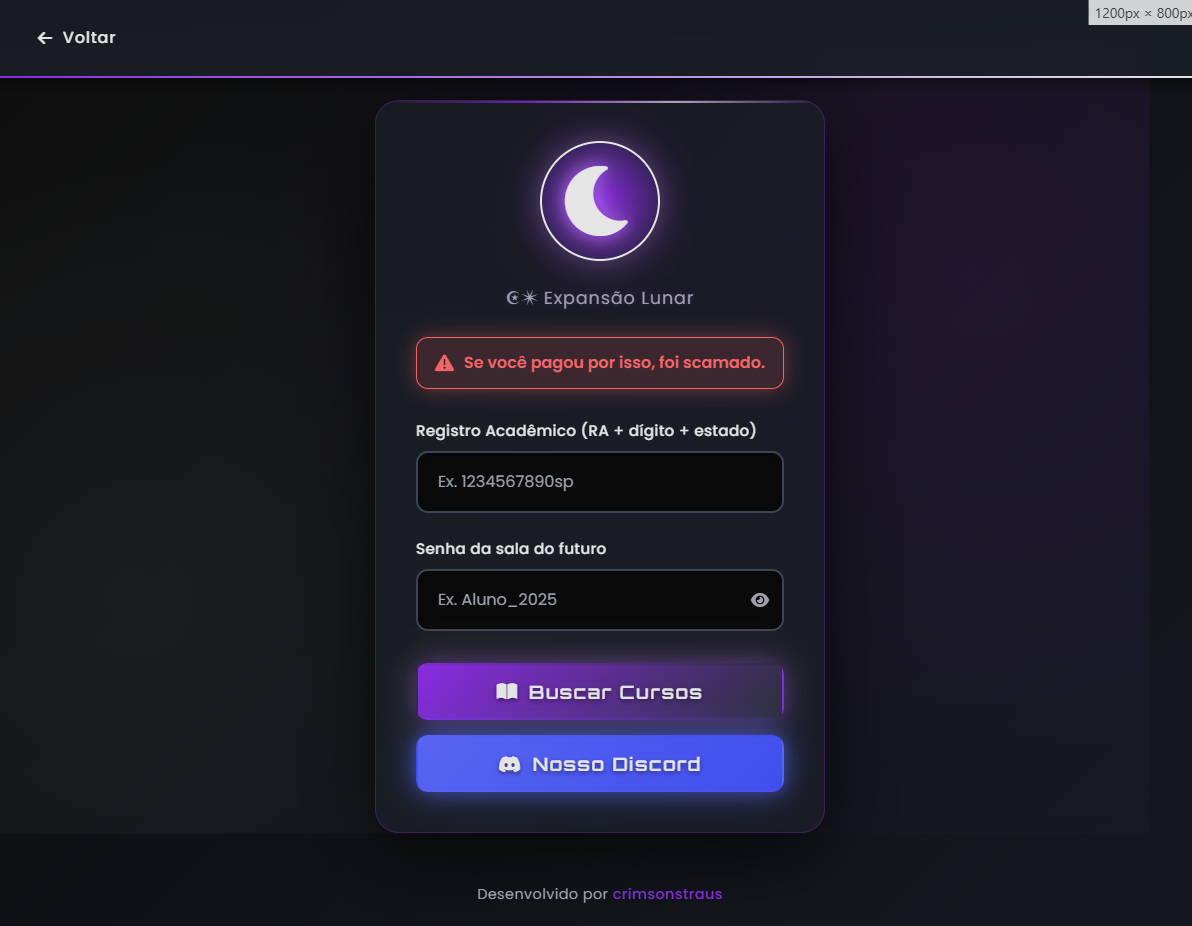 1200px × 800px
Voltar
☪✴ Expansão Lunar
Se você pagou por isso, foi scamado.
Registro Acadêmico (RA + dígito + estado)
Ex. 1234567890sp
Senha da sala do futuro
Ex. Aluno_2025
Buscar Cursos
Nosso Discord
Desenvolvido por crimsonstraus